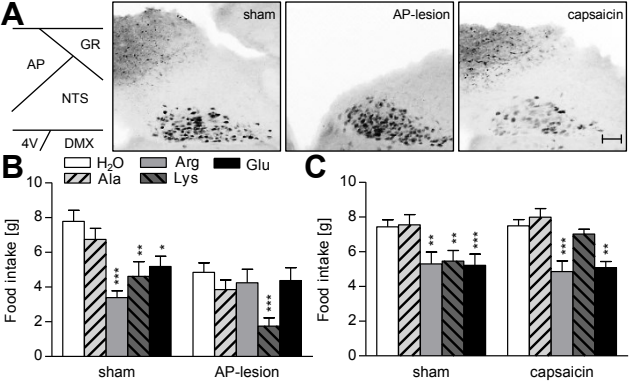 A
GR
AP
NTS
4V
DMX
sham
AP-lesion
capsaicin
H₂O
Arg
Glu
Ala
Lys
B
Food intake [g]
10
8
6
4
2
0
***
**
*
***
sham
AP-lesion
C
Food intake [g]
10
8
6
4
2
0
**
**
***
***
**
sham
capsaicin